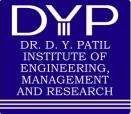 DYP
DR. D. Y. PATIL
INSTITUTE OF
ENGINEERING,
MANAGEMENT
AND RESEARCH